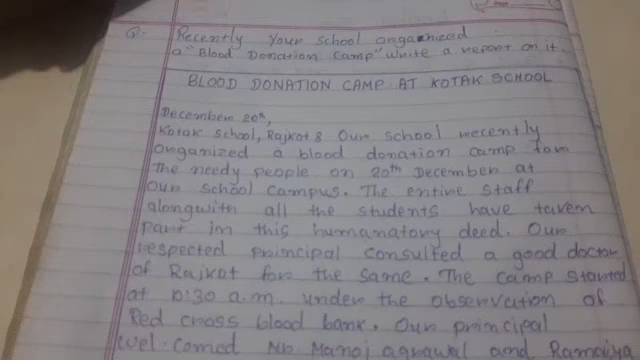 Q. Recently Your school organized
a "Blood Donation Camp" write a report on it.
BLOOD DONATION CAMP AT KOTAK SCHOOL
December 20th,
Kotak School, Rajkot : Our school recently
organized a blood donation camp for
the needy people on 20th December at
our school campus. The entire staff
alongwith all the students have taken
part in this humanatory deed. Our
respected principal consulted a good doctor
of Rajkot for the same. The camp started
at 10:30 a.m. under the observation of
Red cross blood bank. Our principal
wel-comed Mr Manoj agrawal and